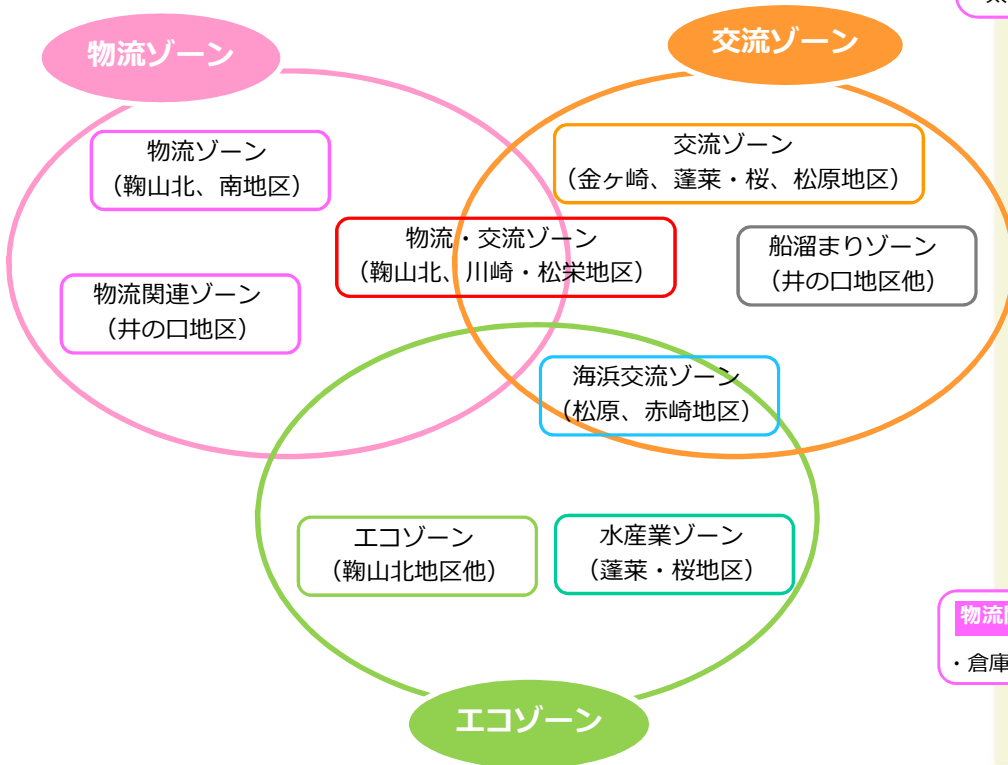 物流ゾーン
交流ゾーン
物流ゾーン
（鞠山北、南地区）
交流ゾーン
（金ヶ崎、蓬莱・桜、松原地区）
物流・交流ゾーン
（鞠山北、川崎・松栄地区）
船溜まりゾーン
（井の口地区他）
物流関連ゾーン
（井の口地区）
海浜交流ゾーン
（松原、赤崎地区）
エコゾーン
（鞠山北地区他）
水産業ゾーン
（蓬莱・桜地区）
物流
・倉庫
エコゾーン